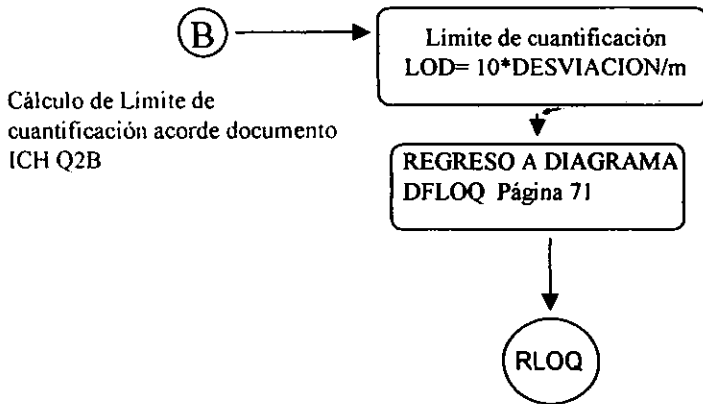 B
Límite de cuantificación
LOD= 10*DESVIACION/m
Cálculo de Límite de
cuantificación acorde documento
ICH Q2B
REGRESO A DIAGRAMA
DFLOQ Página 71
RLOQ